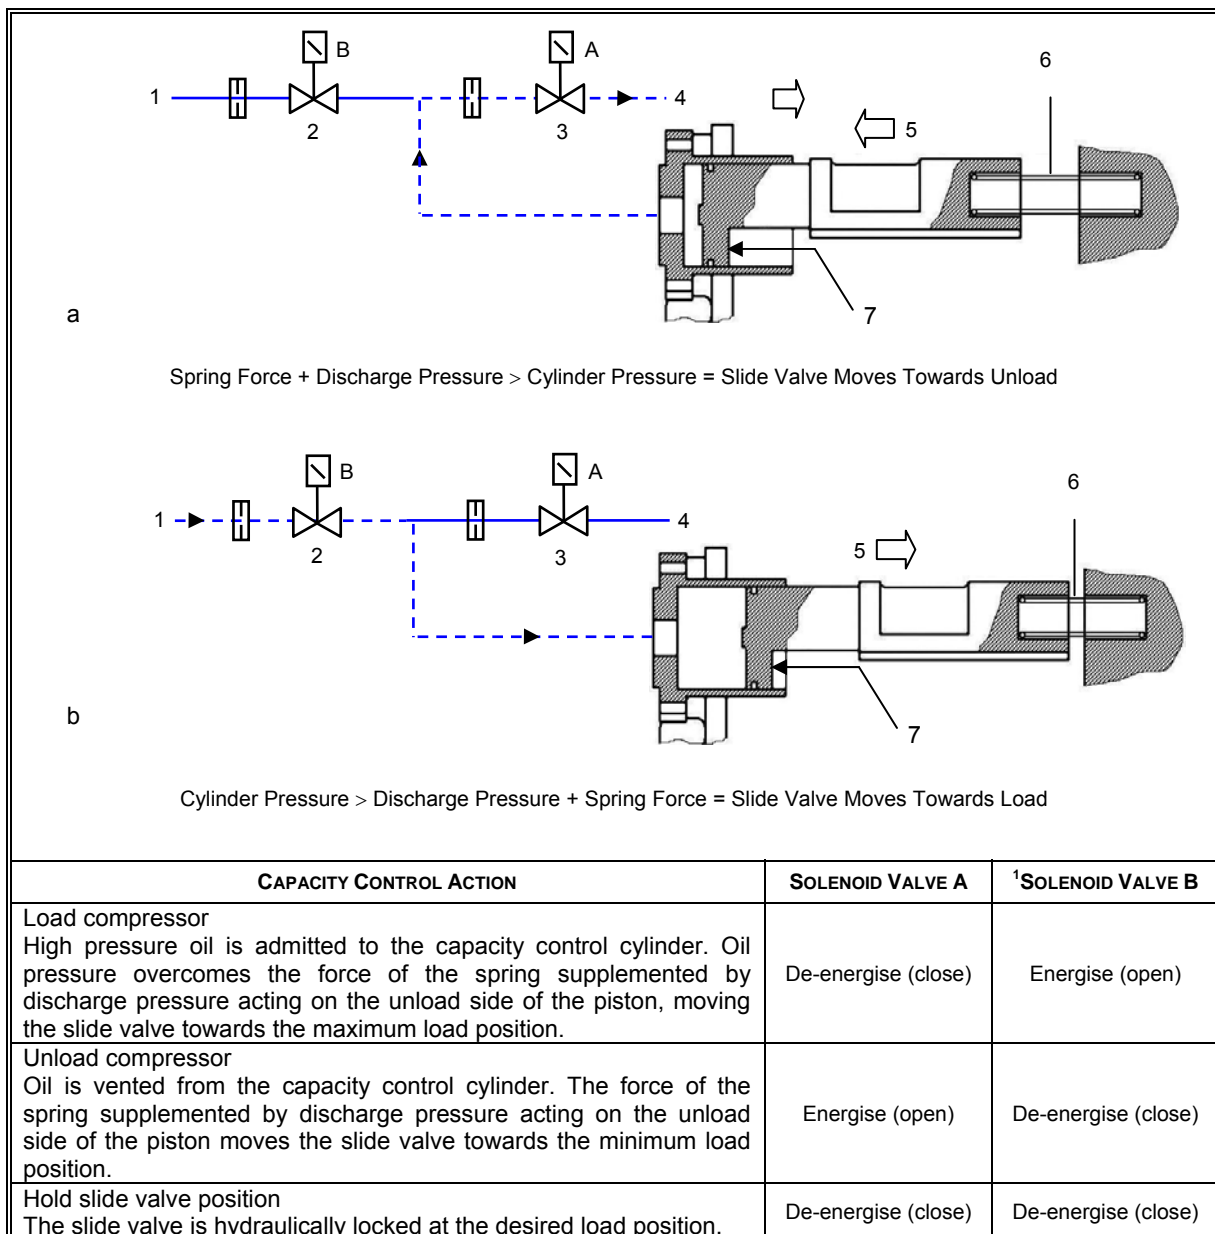 B
A
6
1
4
2
3
5
7
a
Spring Force + Discharge Pressure > Cylinder Pressure = Slide Valve Moves Towards Unload
B
A
6
1
4
2
3
5
7
b
Cylinder Pressure > Discharge Pressure + Spring Force = Slide Valve Moves Towards Load
CAPACITY CONTROL ACTION SOLENOID VALVE A ¹SOLENOID VALVE B
Load compressor
High pressure oil is admitted to the capacity control cylinder. Oil
pressure overcomes the force of the spring supplemented by
discharge pressure acting on the unload side of the piston, moving
the slide valve towards the maximum load position.
De-energise (close) Energise (open)
Unload compressor
Oil is vented from the capacity control cylinder. The force of the
spring supplemented by discharge pressure acting on the unload
side of the piston moves the slide valve towards the minimum load
position.
Energise (open) De-energise (close)
Hold slide valve position
The slide valve is hydraulically locked at the desired load position.
De-energise (close) De-energise (close)